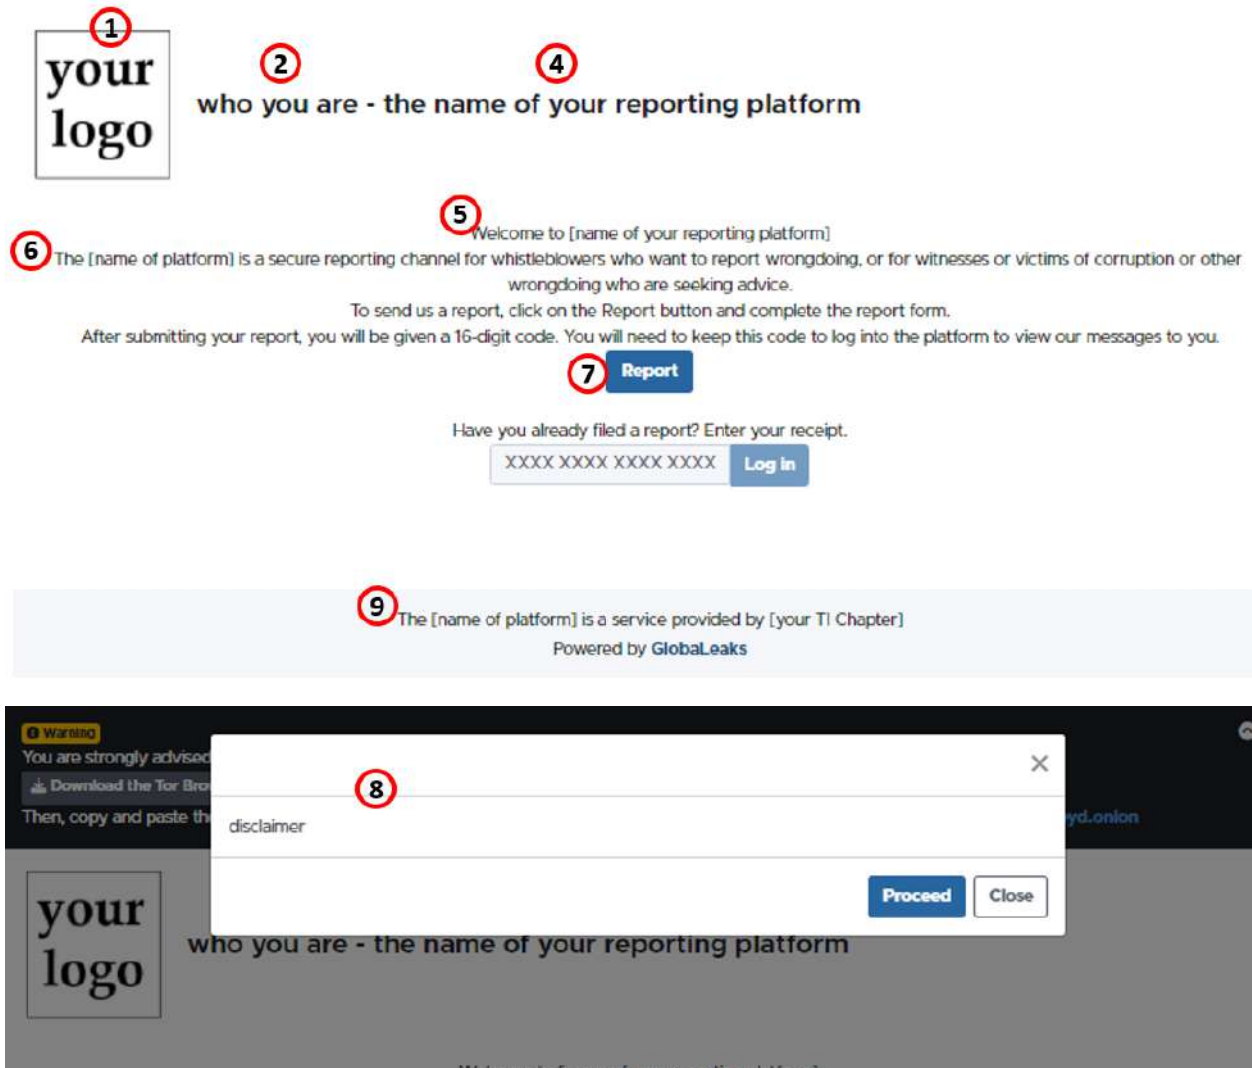 1
your
logo
2
4
who you are - the name of your reporting platform
5
Welcome to [name of your reporting platform]
6
The [name of platform] is a secure reporting channel for whistleblowers who want to report wrongdoing, or for witnesses or victims of corruption or other
wrongdoing who are seeking advice.
To send us a report, click on the Report button and complete the report form.
After submitting your report, you will be given a 16-digit code. You will need to keep this code to log into the platform to view our messages to you.
7
Report
Have you already filed a report? Enter your receipt.
XXXX XXXX XXXX XXXX Log in
9
The [name of platform] is a service provided by [your TI Chapter]
Powered by GlobaLeaks
Warning
You are strongly advised
Download the Tor Bro
8
Then, copy and paste the
yd.onion
disclaimer
Proceed Close
your
logo
who you are - the name of your reporting platform